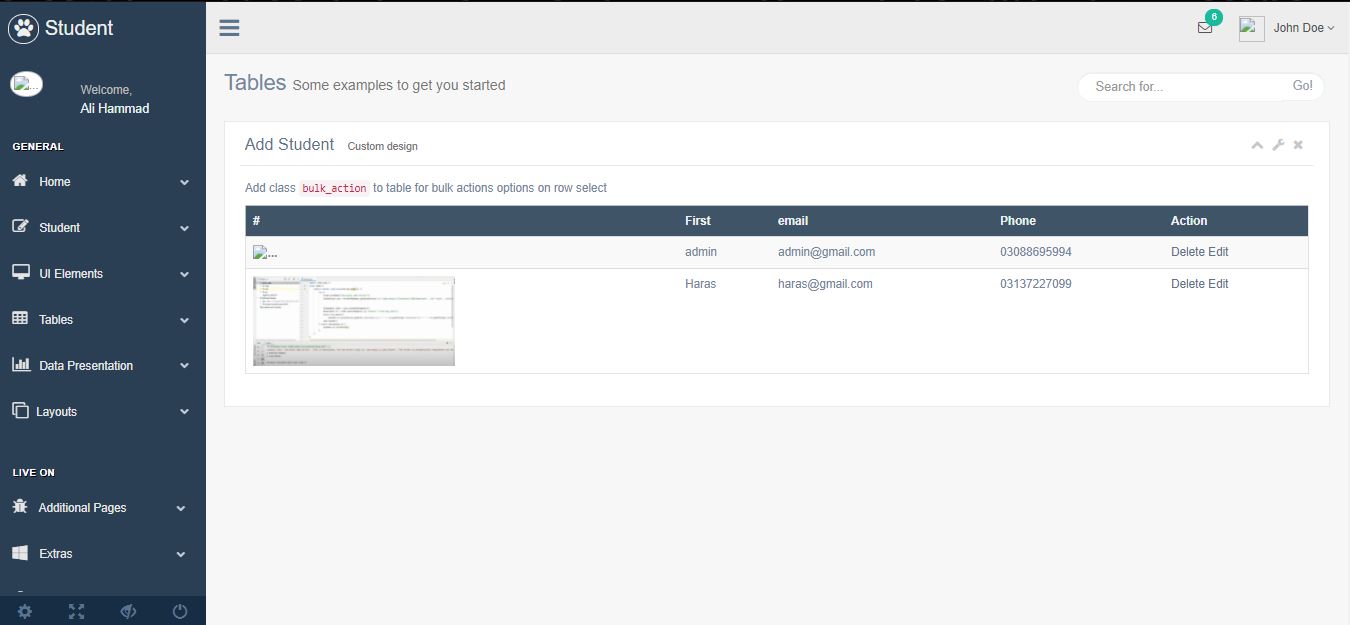 Student
6
John Doe
...
Welcome,
Ali Hammad
Tables Some examples to get you started
Search for...
Go!
GENERAL
Home
Student
UI Elements
Tables
Data Presentation
Layouts
LIVE ON
Additional Pages
Extras
Add Student Custom design
Add class bulk_action to table for bulk actions options on row select
# First email Phone Action
... admin admin@gmail.com 03088695994 Delete Edit
Haras haras@gmail.com 03137227099 Delete Edit